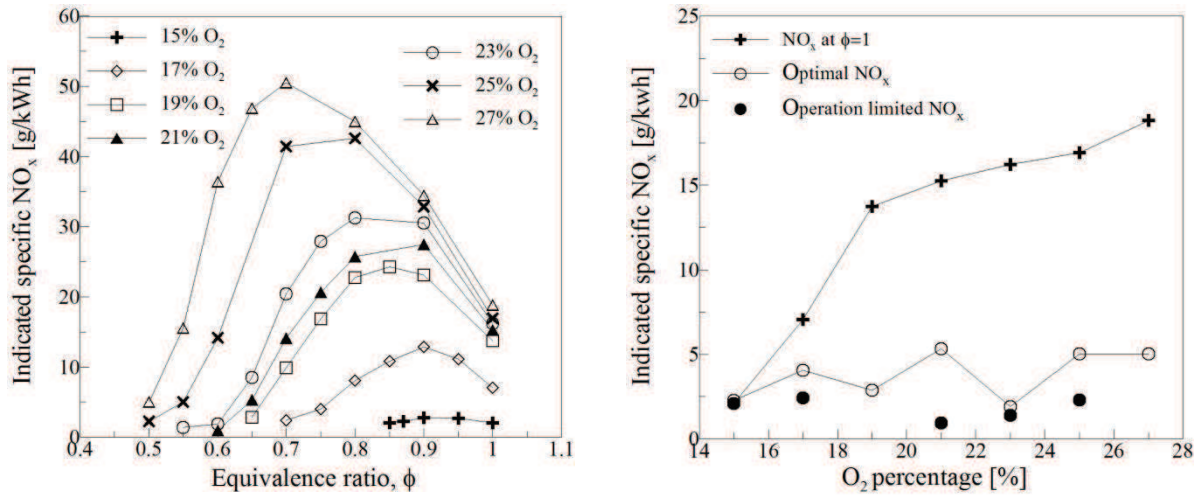 Indicated specific NOx [g/kWh]
60
50
40
30
20
10
0
15% O2
17% O2
19% O2
21% O2
23% O2
25% O2
27% O2
0.4 0.5 0.6 0.7 0.8 0.9 1 1.1
Equivalence ratio, ϕ
Indicated specific NOx [g/kwh]
25
20
15
10
5
0
NOx at ϕ=1
Optimal NOx
Operation limited NOx
14 16 18 20 22 24 26 28
O2 percentage [%]